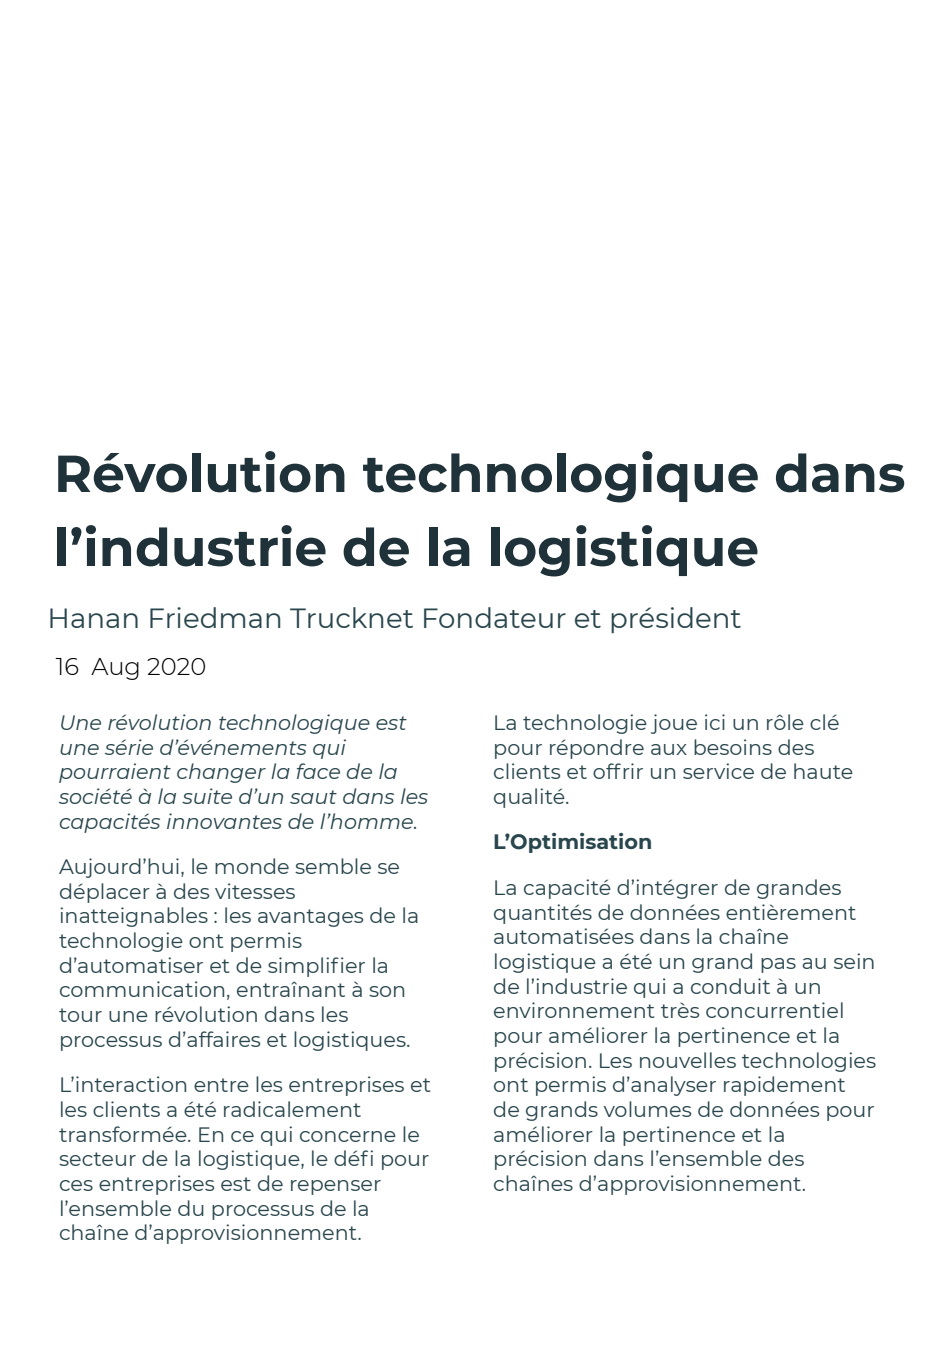 Révolution technologique dans
l’industrie de la logistique
Hanan Friedman Trucknet Fondateur et président
16 Aug 2020
Une révolution technologique est
une série d’événements qui
pourraient changer la face de la
société à la suite d’un saut dans les
capacités innovantes de l’homme.
Aujourd’hui, le monde semble se
déplacer à des vitesses
inatteignables : les avantages de la
technologie ont permis
d’automatiser et de simplifier la
communication, entraînant à son
tour une révolution dans les
processus d’affaires et logistiques.
L’interaction entre les entreprises et
les clients a été radicalement
transformée. En ce qui concerne le
secteur de la logistique, le défi pour
ces entreprises est de repenser
l’ensemble du processus de la
chaîne d’approvisionnement.
La technologie joue ici un rôle clé
pour répondre aux besoins des
clients et offrir un service de haute
qualité.
L’Optimisation
La capacité d’intégrer de grandes
quantités de données entièrement
automatisées dans la chaîne
logistique a été un grand pas au sein
de l’industrie qui a conduit à un
environnement très concurrentiel
pour améliorer la pertinence et la
précision. Les nouvelles technologies
ont permis d’analyser rapidement
de grands volumes de données pour
améliorer la pertinence et la
précision dans l’ensemble des
chaînes d’approvisionnement.